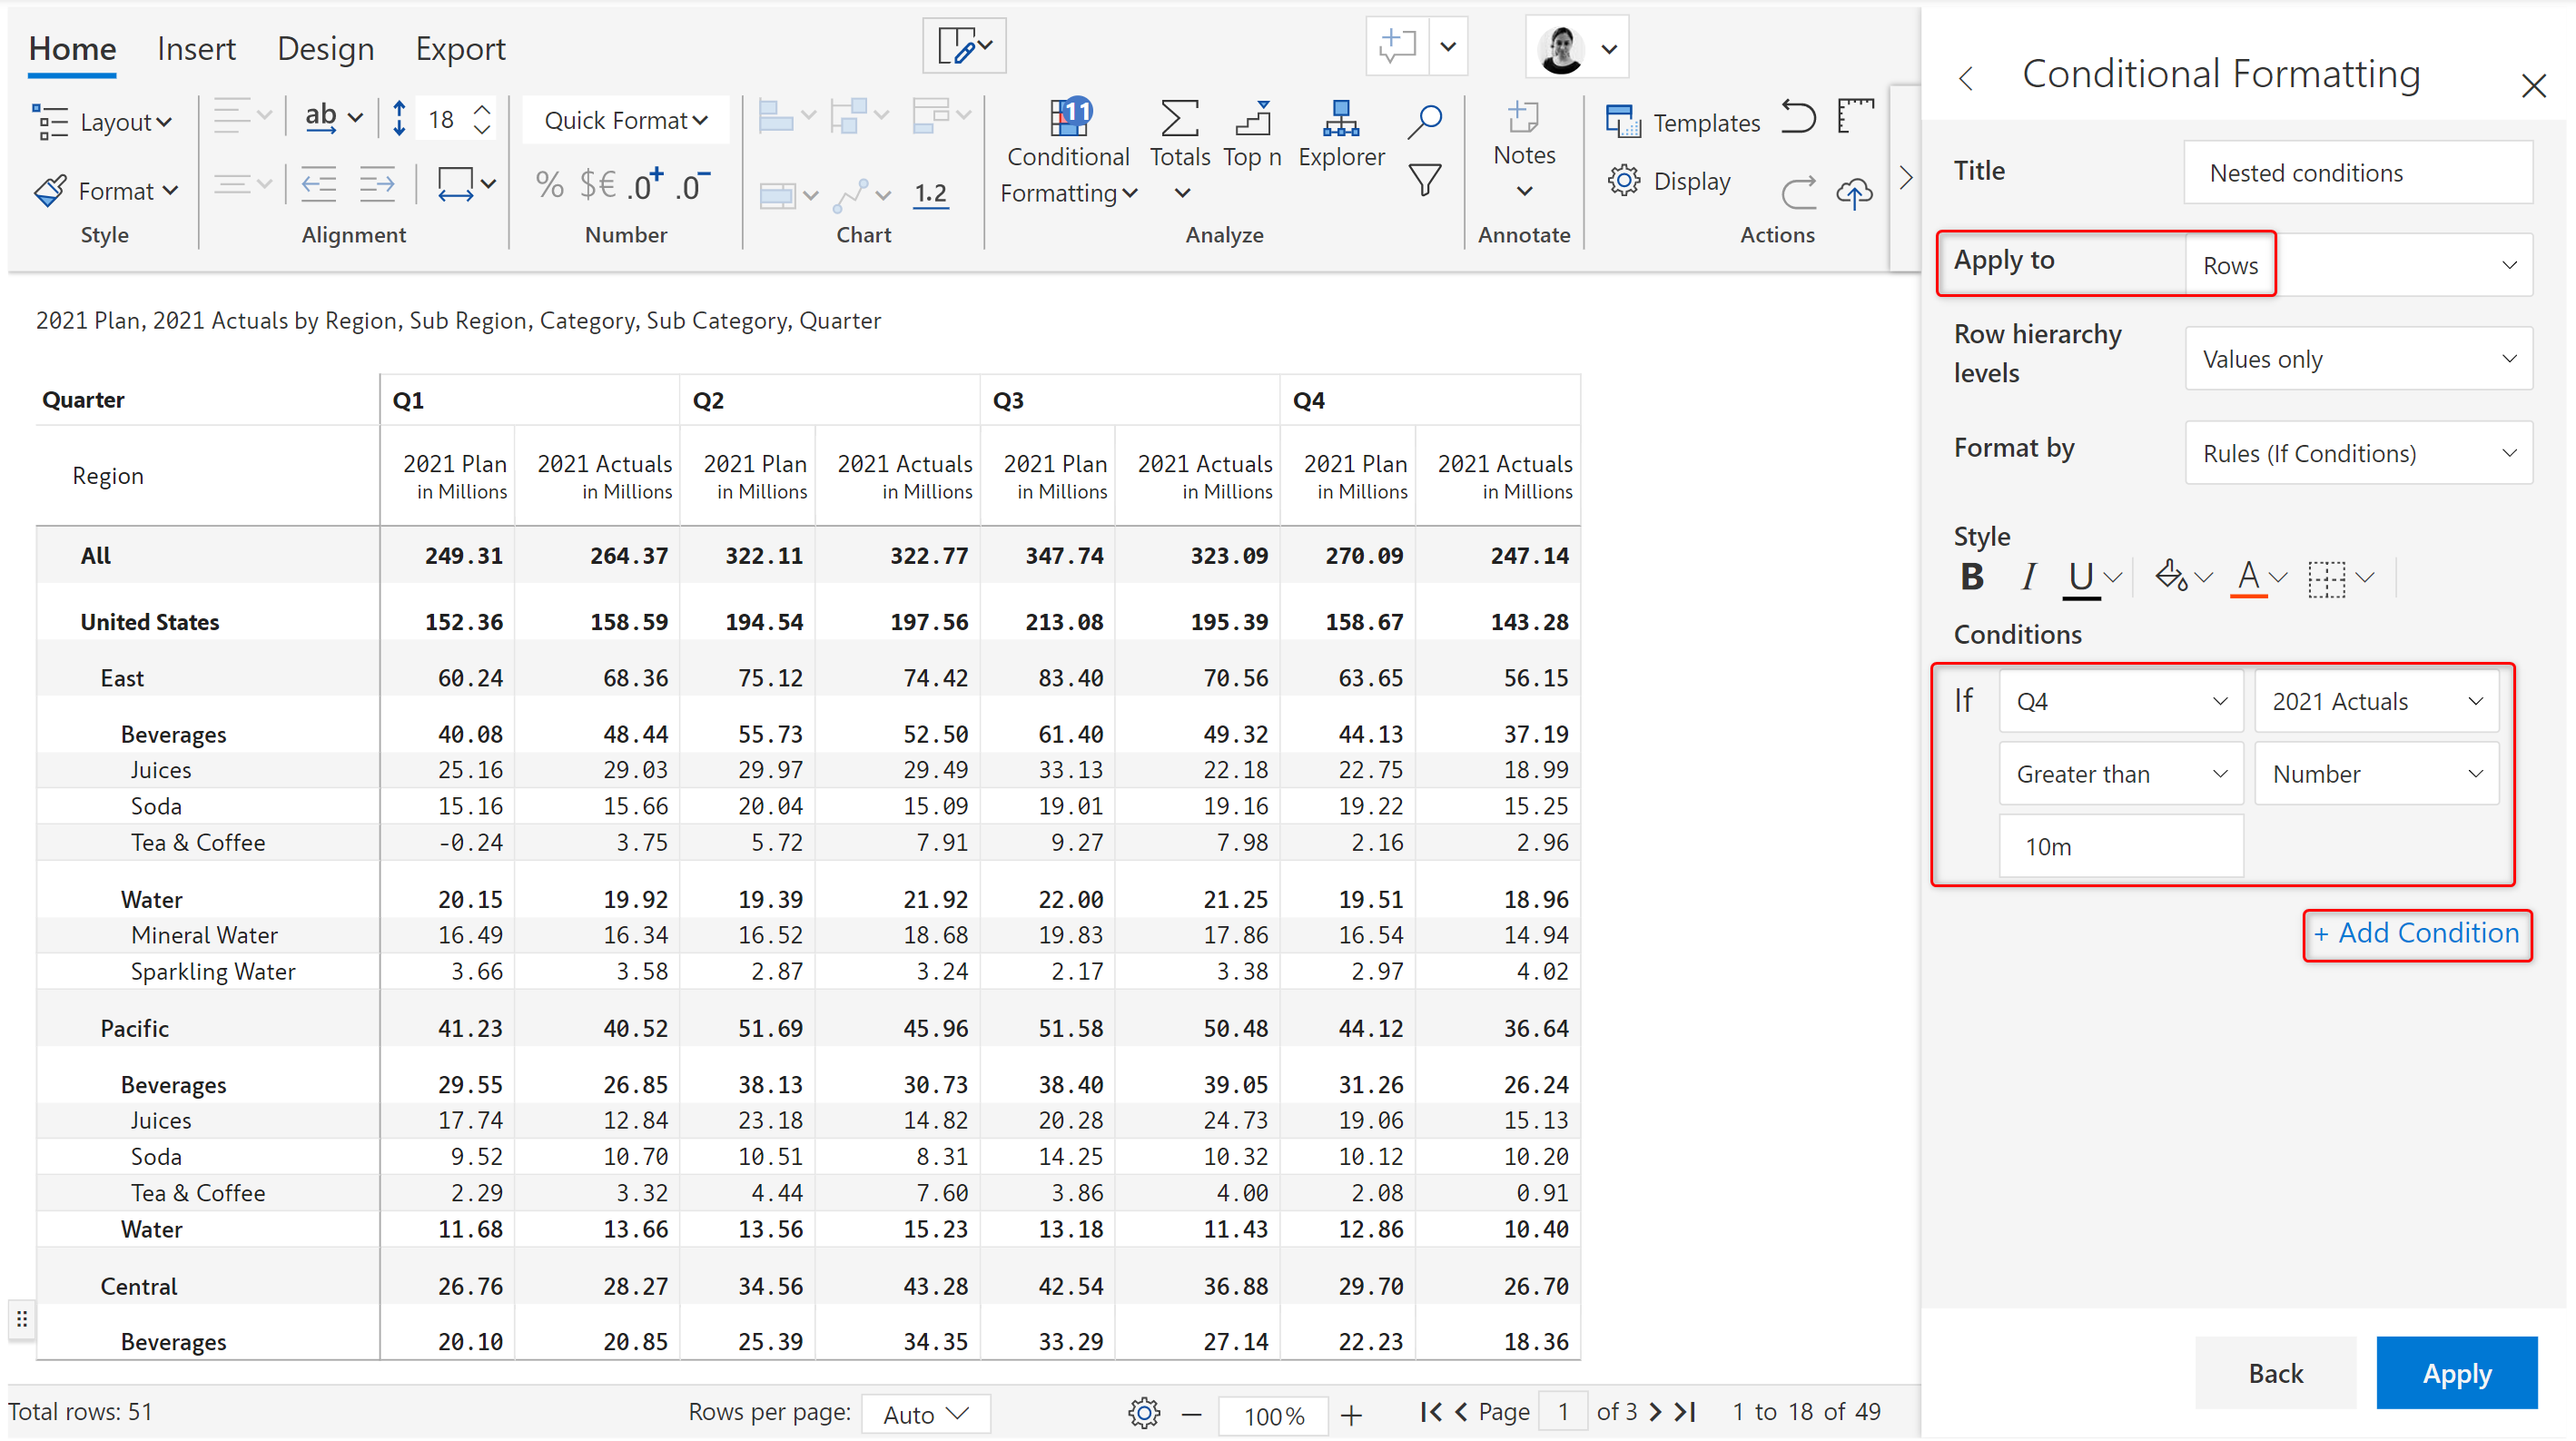 Home Insert Design Export
Layout ab 18 Quick Format 11 Templates
Format % $€ .0+ .0- 1.2 Conditional Formatting Totals Top n Explorer Notes Display
Style Alignment Number Chart Analyze Annotate Actions
2021 Plan, 2021 Actuals by Region, Sub Region, Category, Sub Category, Quarter
Quarter Q1 Q2 Q3 Q4
Region 2021 Plan 2021 Actuals 2021 Plan 2021 Actuals 2021 Plan 2021 Actuals 2021 Plan 2021 Actuals
in Millions in Millions in Millions in Millions in Millions in Millions in Millions in Millions
All 249.31 264.37 322.11 322.77 347.74 323.09 270.09 247.14
United States 152.36 158.59 194.54 197.56 213.08 195.39 158.67 143.28
East 60.24 68.36 75.12 74.42 83.40 70.56 63.65 56.15
Beverages 40.08 48.44 55.73 52.50 61.40 49.32 44.13 37.19
Juices 25.16 29.03 29.97 29.49 33.13 22.18 22.75 18.99
Soda 15.16 15.66 20.04 15.09 19.01 19.16 19.22 15.25
Tea & Coffee -0.24 3.75 5.72 7.91 9.27 7.98 2.16 2.96
Water 20.15 19.92 19.39 21.92 22.00 21.25 19.51 18.96
Mineral Water 16.49 16.34 16.52 18.68 19.83 17.86 16.54 14.94
Sparkling Water 3.66 3.58 2.87 3.24 2.17 3.38 2.97 4.02
Pacific 41.23 40.52 51.69 45.96 51.58 50.48 44.12 36.64
Beverages 29.55 26.85 38.13 30.73 38.40 39.05 31.26 26.24
Juices 17.74 12.84 23.18 14.82 20.28 24.73 19.06 15.13
Soda 9.52 10.70 10.51 8.31 14.25 10.32 10.12 10.20
Tea & Coffee 2.29 3.32 4.44 7.60 3.86 4.00 2.08 0.91
Water 11.68 13.66 13.56 15.23 13.18 11.43 12.86 10.40
Central 26.76 28.27 34.56 43.28 42.54 36.88 29.70 26.70
Beverages 20.10 20.85 25.39 34.35 33.29 27.14 22.23 18.36
Total rows: 51 Rows per page: Auto 100% Page 1 of 3 1 to 18 of 49
Conditional Formatting
Title Nested conditions
Apply to Rows
Row hierarchy
levels Values only
Format by Rules (If Conditions)
Style
B I U A
Conditions
If Q4 2021 Actuals
Greater than Number
10m
+ Add Condition
Back Apply